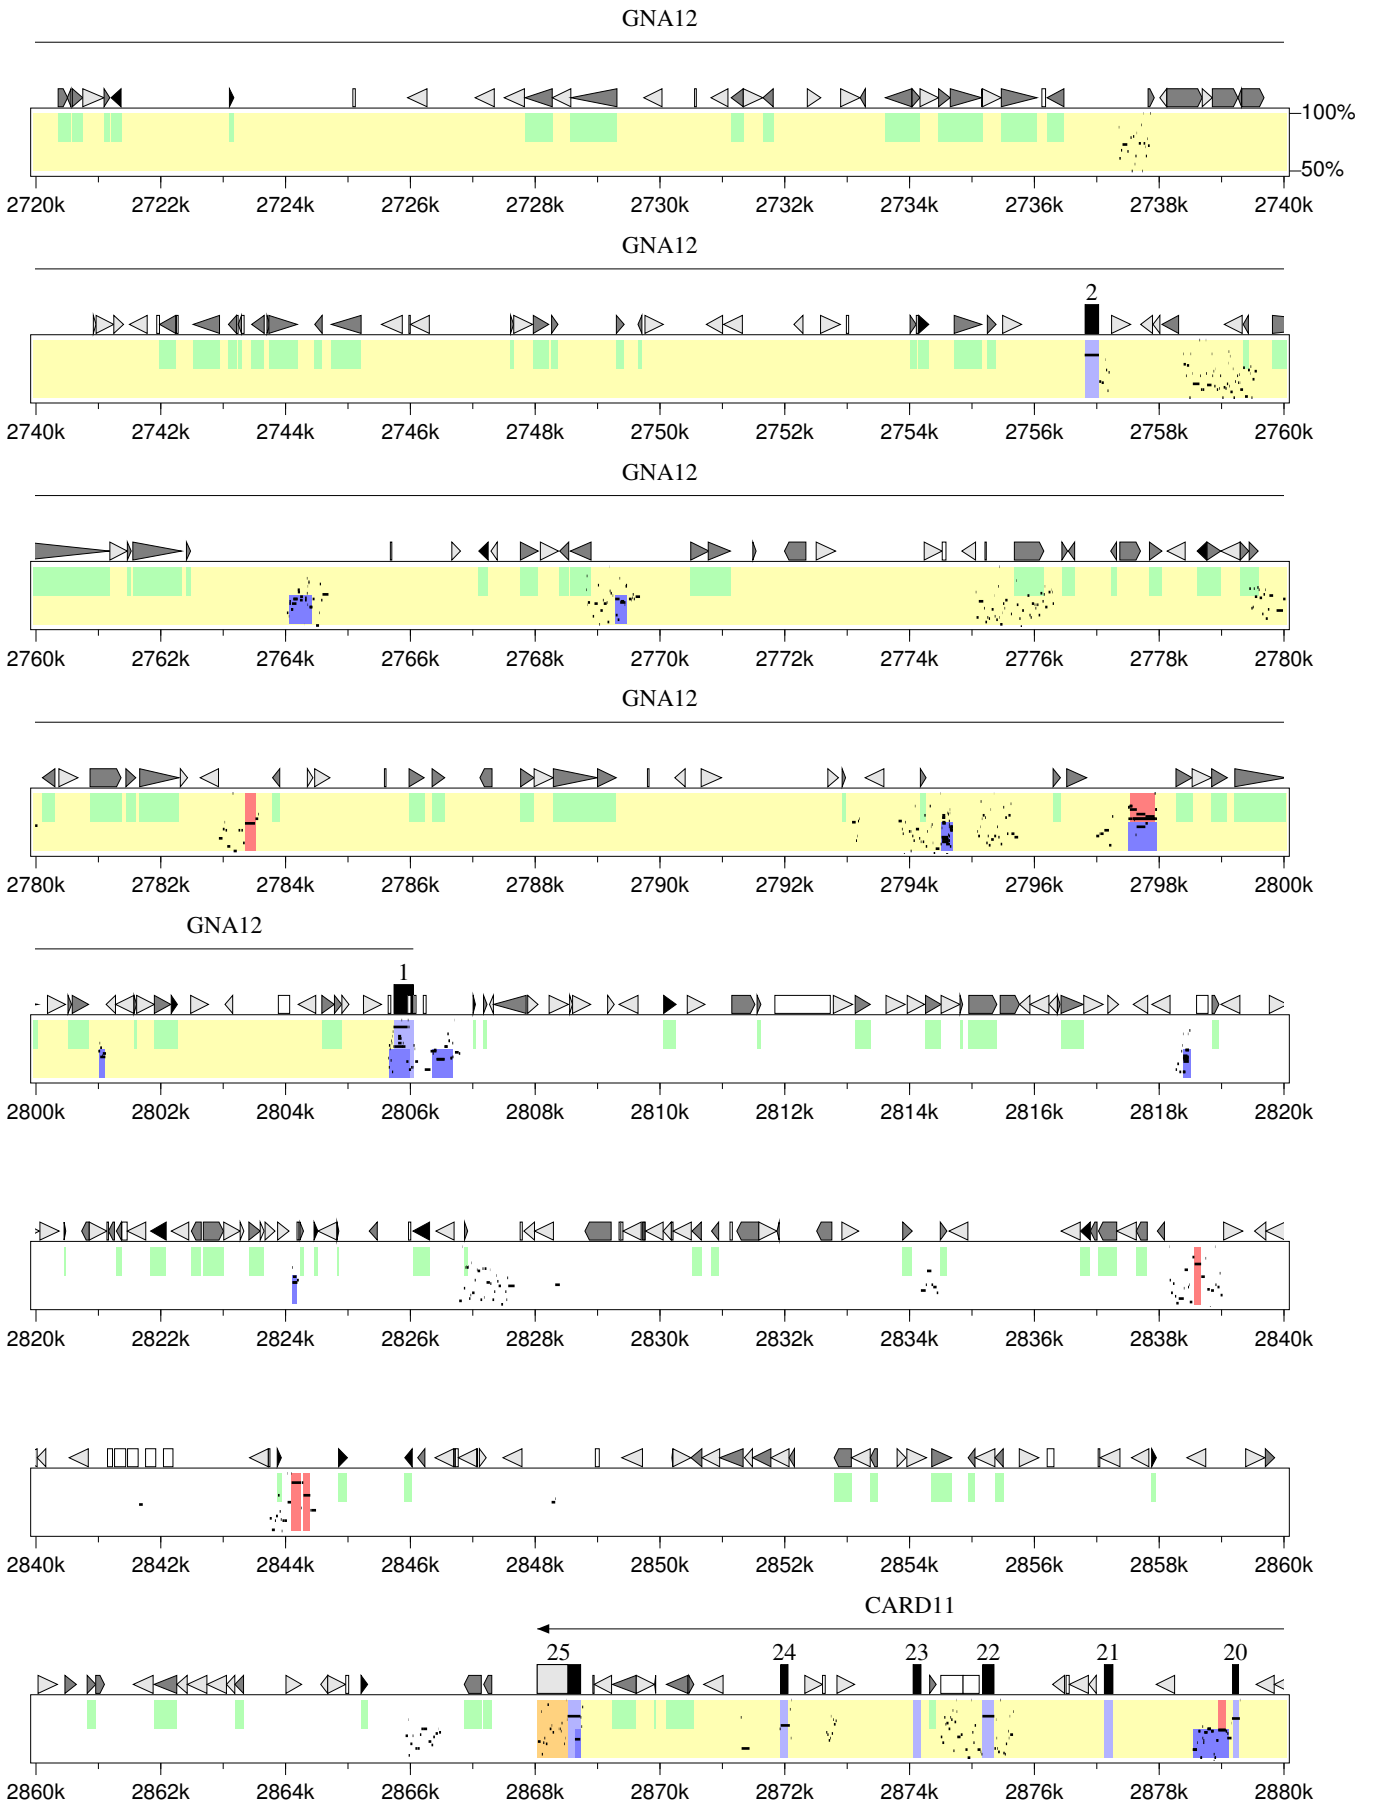 GNA12
100%
50%
2720k 2722k 2724k 2726k 2728k 2730k 2732k 2734k 2736k 2738k 2740k
GNA12
2
2740k 2742k 2744k 2746k 2748k 2750k 2752k 2754k 2756k 2758k 2760k
GNA12
2760k 2762k 2764k 2766k 2768k 2770k 2772k 2774k 2776k 2778k 2780k
GNA12
2780k 2782k 2784k 2786k 2788k 2790k 2792k 2794k 2796k 2798k 2800k
GNA12
1
2800k 2802k 2804k 2806k 2808k 2810k 2812k 2814k 2816k 2818k 2820k
2820k 2822k 2824k 2826k 2828k 2830k 2832k 2834k 2836k 2838k 2840k
2840k 2842k 2844k 2846k 2848k 2850k 2852k 2854k 2856k 2858k 2860k
CARD11
25 24 23 22 21 20
2860k 2862k 2864k 2866k 2868k 2870k 2872k 2874k 2876k 2878k 2880k